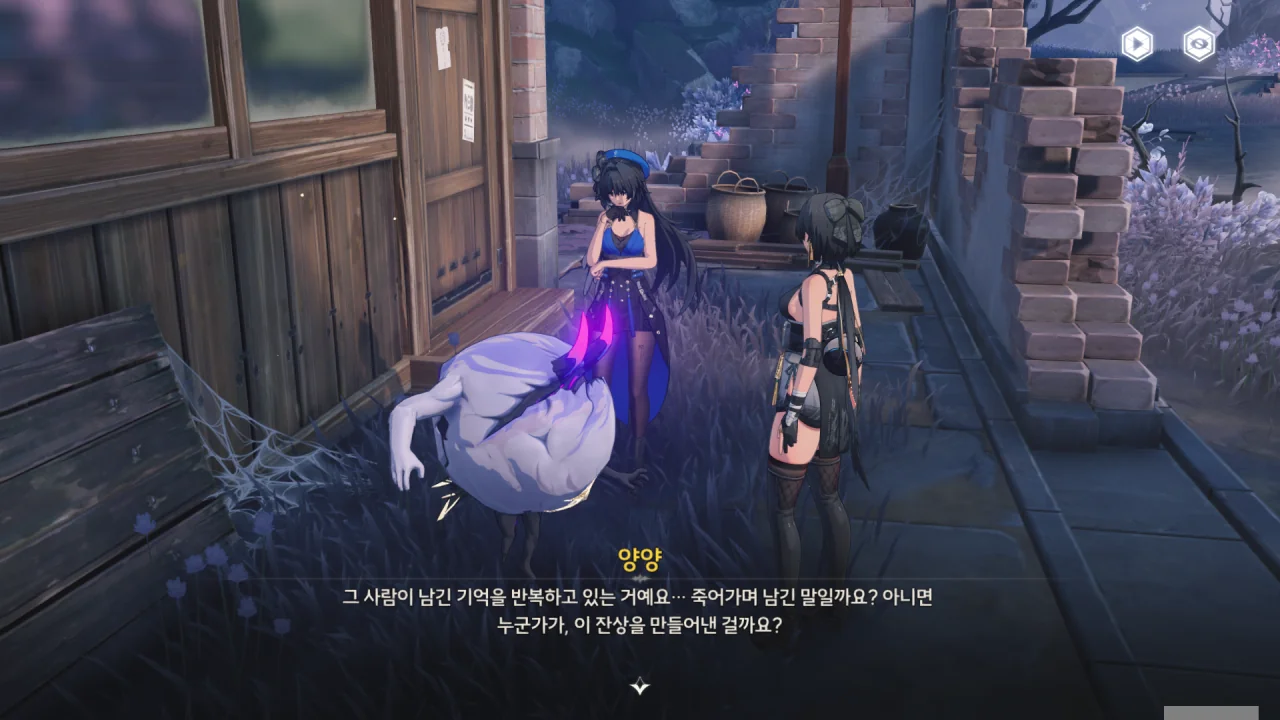 양양
그 사람이 남긴 기억을 반복하고 있는 거예요… 죽어가며 남긴 말일까요? 아니면
누군가가, 이 잔상을 만들어낸 걸까요?